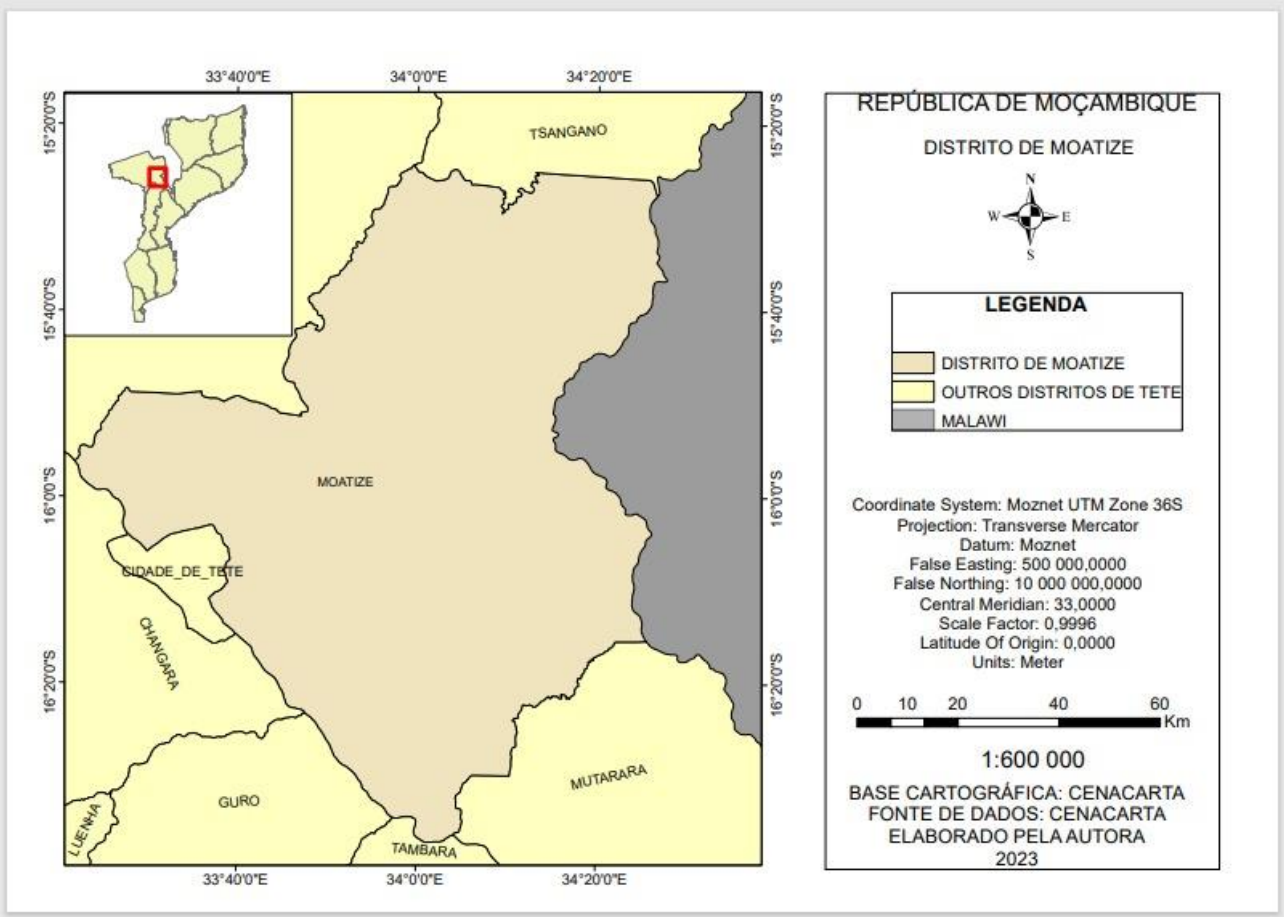 33°40'0"E 34°0'0"E 34°20'0"E
15°20'0"S 15°20'0"S
TSANGANO
15°40'0"S 15°40'0"S
MOATIZE
16°0'0"S 16°0'0"S
CIDADE_DE_TETE
CHANGARA
16°20'0"S 16°20'0"S
MUTARARA
GURO
LUENHA
TAMBARA
33°40'0"E 34°0'0"E 34°20'0"E
REPÚBLICA DE MOÇAMBIQUE
DISTRITO DE MOATIZE
N
W E
S
LEGENDA
DISTRITO DE MOATIZE
OUTROS DISTRITOS DE TETE
MALAWI
Coordinate System: Moznet UTM Zone 36S
Projection: Transverse Mercator
Datum: Moznet
False Easting: 500 000,0000
False Northing: 10 000 000,0000
Central Meridian: 33,0000
Scale Factor: 0,9996
Latitude Of Origin: 0,0000
Units: Meter
0 10 20 40 60
Km
1:600 000
BASE CARTOGRÁFICA: CENACARTA
FONTE DE DADOS: CENACARTA
ELABORADO PELA AUTORA
2023